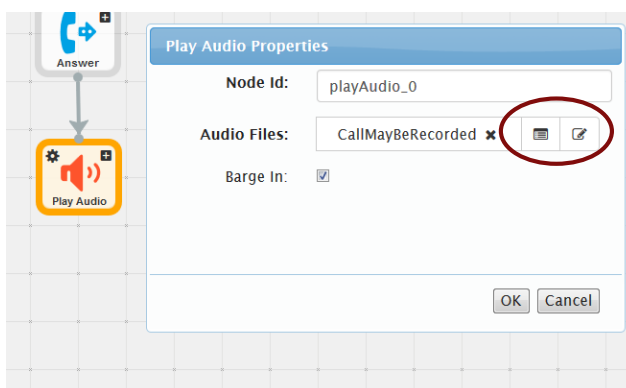 Answer
Play Audio
Play Audio Properties
Node Id: playAudio_0
Audio Files: CallMayBeRecorded
Barge In:
OK Cancel